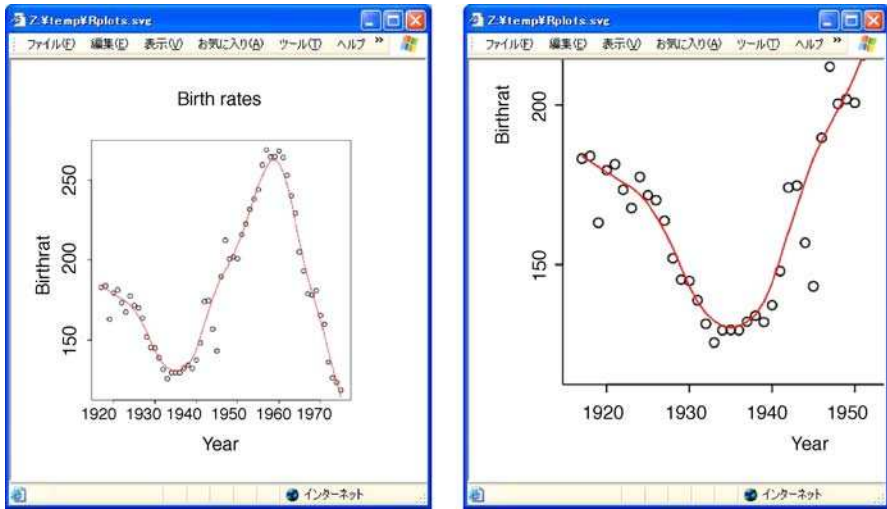 Z:¥temp¥Rplots.svg
ファイル(F) 編集(E) 表示(V) お気に入り(A) ツール(T) ヘルプ »
Birth rates
Birthrat
250
200
150
1920 1930 1940 1950 1960 1970
Year
インターネット
Z:¥temp¥Rplots.svg
ファイル(F) 編集(E) 表示(V) お気に入り(A) ツール(T) ヘルプ »
Birthrat
200
150
1920 1930 1940 1950
Year
インターネット